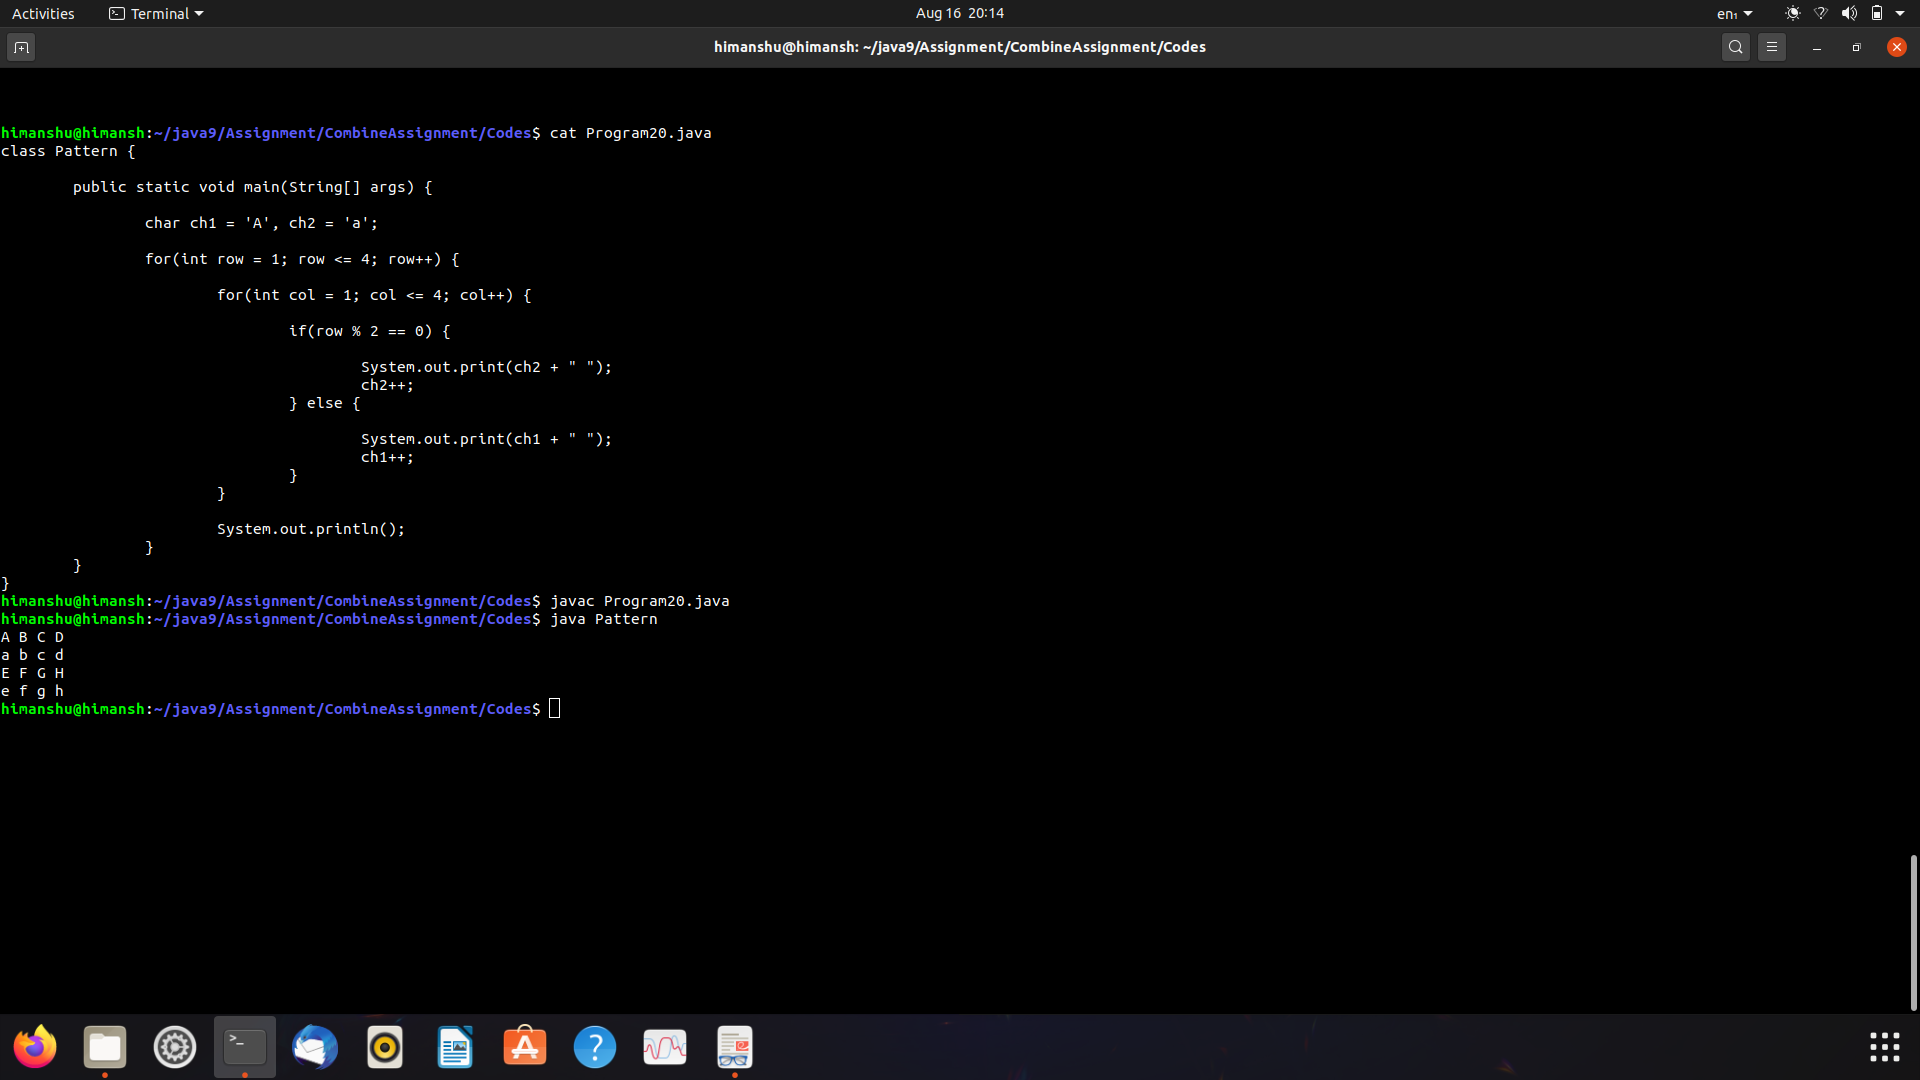 Activities Terminal Aug 16 20:14 en₁
himanshu@himansh: ~/java9/Assignment/CombineAssignment/Codes
himanshu@himansh:~/java9/Assignment/CombineAssignment/Codes$ cat Program20.java
class Pattern {
public static void main(String[] args) {
char ch1 = 'A', ch2 = 'a';
for(int row = 1; row <= 4; row++) {
for(int col = 1; col <= 4; col++) {
if(row % 2 == 0) {
System.out.print(ch2 + " ");
ch2++;
} else {
System.out.print(ch1 + " ");
ch1++;
}
}
System.out.println();
}
}
}
himanshu@himansh:~/java9/Assignment/CombineAssignment/Codes$ javac Program20.java
himanshu@himansh:~/java9/Assignment/CombineAssignment/Codes$ java Pattern
A B C D
a b c d
E F G H
e f g h
himanshu@himansh:~/java9/Assignment/CombineAssignment/Codes$